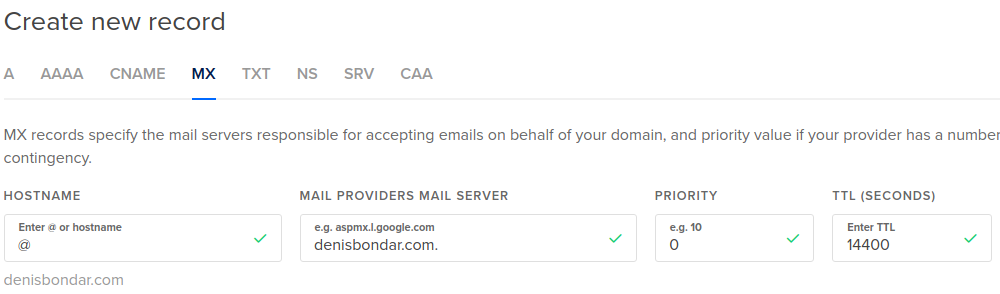 Create new record
A AAAA CNAME MX TXT NS SRV CAA
MX records specify the mail servers responsible for accepting emails on behalf of your domain, and priority value if your provider has a number
contingency.
HOSTNAME MAIL PROVIDERS MAIL SERVER PRIORITY TTL (SECONDS)
Enter @ or hostname e.g. aspmx.l.google.com e.g. 10 Enter TTL
@ denisbondar.com. 0 14400
denisbondar.com